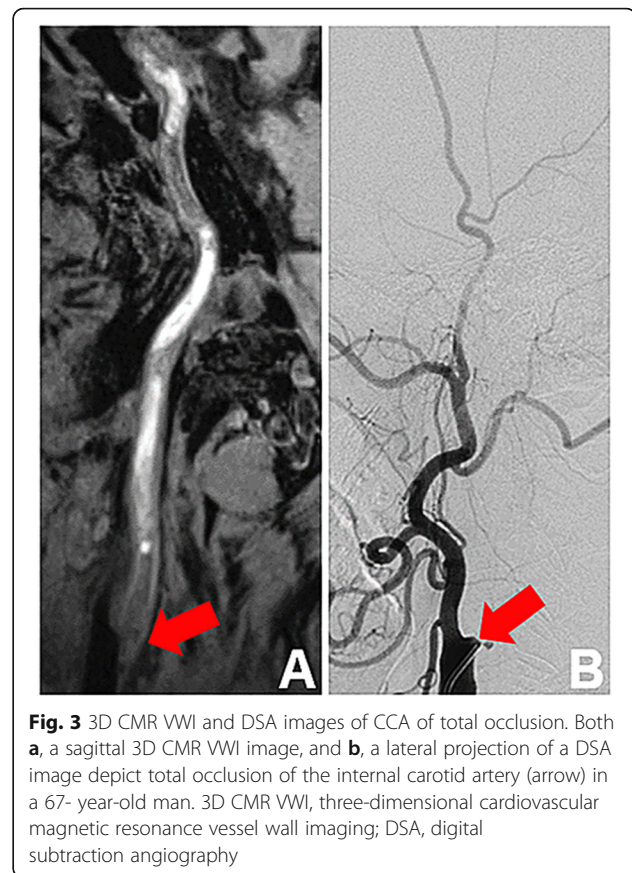 A
B
Fig. 3 3D CMR VWI and DSA images of CCA of total occlusion. Both
a, a sagittal 3D CMR VWI image, and b, a lateral projection of a DSA
image depict total occlusion of the internal carotid artery (arrow) in
a 67- year-old man. 3D CMR VWI, three-dimensional cardiovascular
magnetic resonance vessel wall imaging; DSA, digital
subtraction angiography